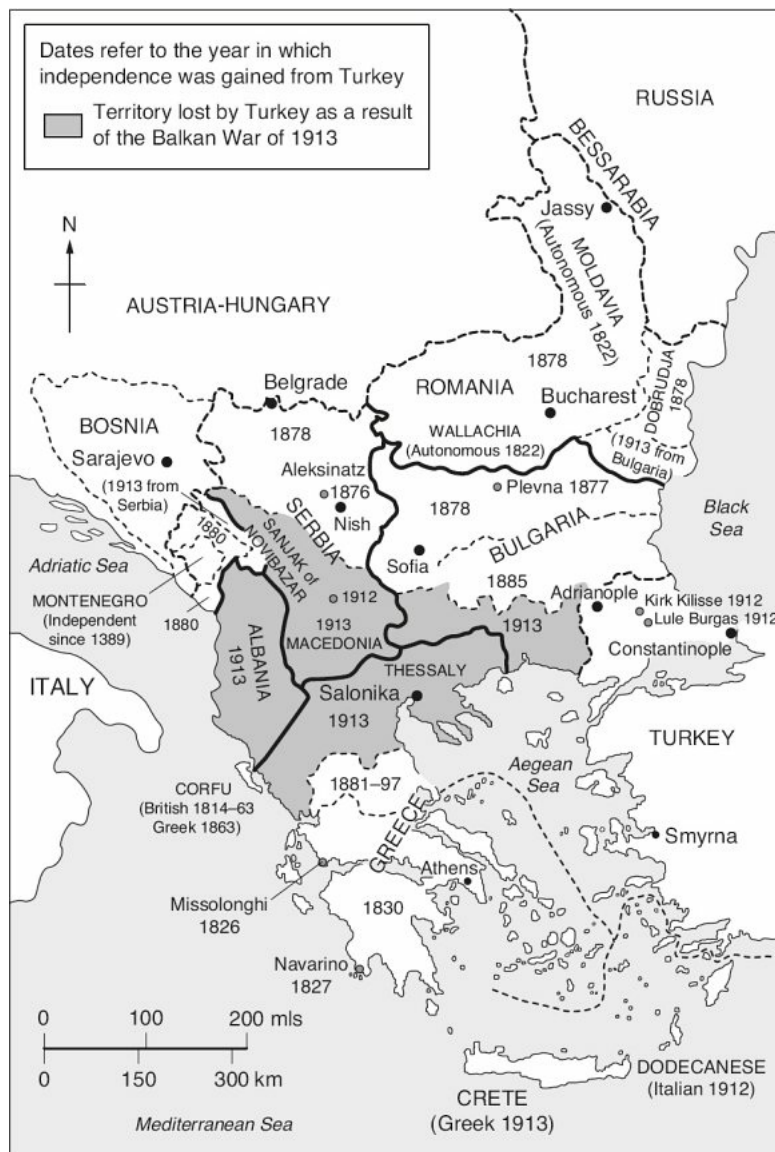 Dates refer to the year in which
independence was gained from Turkey
Territory lost by Turkey as a result
of the Balkan War of 1913
RUSSIA
BESSARABIA
Jassy
MOLDAVIA
(Autonomous 1822)
N
AUSTRIA-HUNGARY
1878
DOBRUDJA
1878
Belgrade
ROMANIA
Bucharest
BOSNIA
1878
WALLACHIA
(Autonomous 1822)
(1913 from
Bulgaria)
Sarajevo
Aleksinatz
1876
(1913 from
Serbia)
Nish
SERBIA
1878
Plevna 1877
Black
Sea
1880
SANJAK of
NOVIBAZAR
Sofia
BULGARIA
Adriatic Sea
1885
Adrianople
Kirk Kilisse 1912
Lule Burgas 1912
MONTENEGRO
(Independent
since 1389)
1880
1912
1913
MACEDONIA
1913
Constantinople
ALBANIA
1913
THESSALY
ITALY
Salonika
1913
TURKEY
Aegean
Sea
CORFU
(British 1814–63
Greek 1863)
1881–97
GREECE
Smyrna
Athens
Missolonghi
1826
1830
Navarino
1827
0 100 200 mls
0 150 300 km
DODECANESE
(Italian 1912)
CRETE
(Greek 1913)
Mediterranean Sea